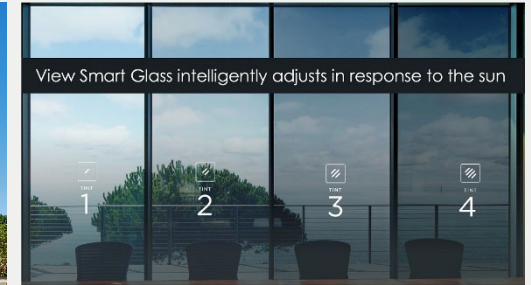 View Smart Glass intelligently adjusts in response to the sun
TINT
1
TINT
2
TINT
3
TINT
4